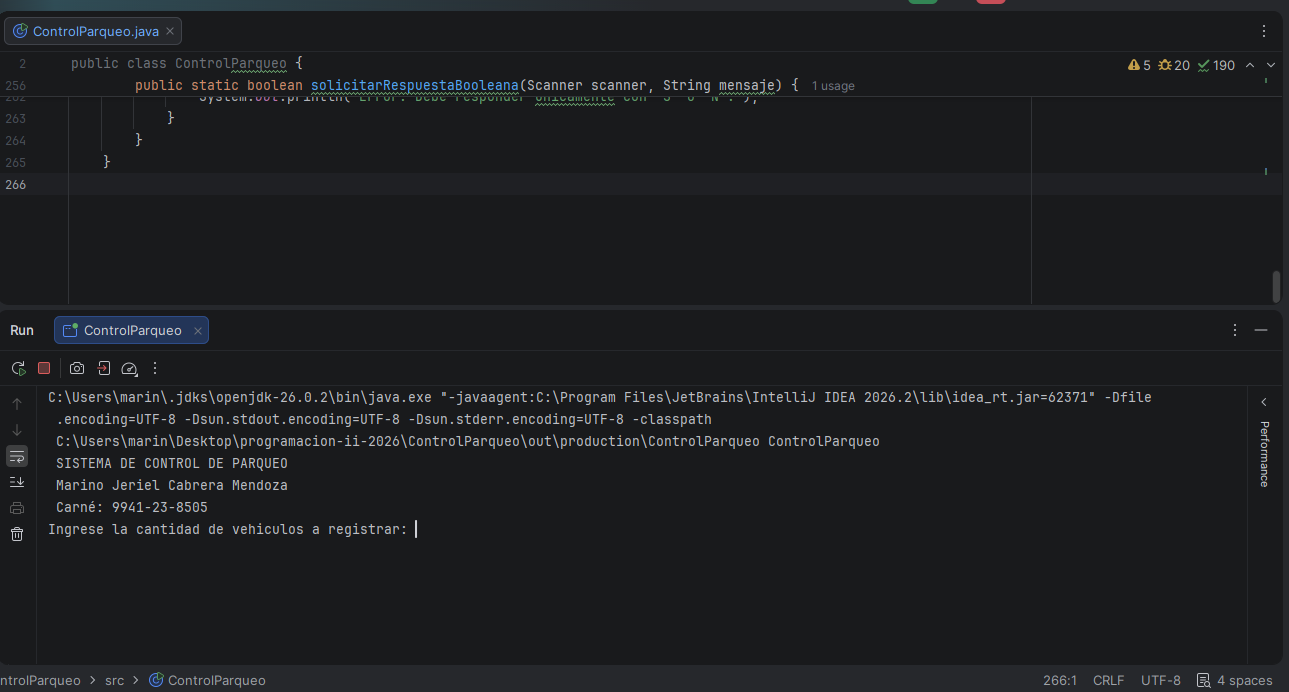 ControlParqueo.java
2 public class ControlParqueo {
5 20 190
256 public static boolean solicitarRespuestaBooleana(Scanner scanner, String mensaje) { 1 usage
263 }
264 }
265 }
266
Run ControlParqueo
C:\Users\marin\.jdks\openjdk-26.0.2\bin\java.exe "-javaagent:C:\Program Files\JetBrains\IntelliJ IDEA 2026.2\lib\idea_rt.jar=62371" -Dfile
.encoding=UTF-8 -Dsun.stdout.encoding=UTF-8 -Dsun.stderr.encoding=UTF-8 -classpath
C:\Users\marin\Desktop\programacion-ii-2026\ControlParqueo\out\production\ControlParqueo ControlParqueo
SISTEMA DE CONTROL DE PARQUEO
Marino Jeriel Cabrera Mendoza
Carné: 9941-23-8505
Ingrese la cantidad de vehiculos a registrar:
Performance
ntrolParqueo > src > ControlParqueo
266:1 CRLF UTF-8 4 spaces